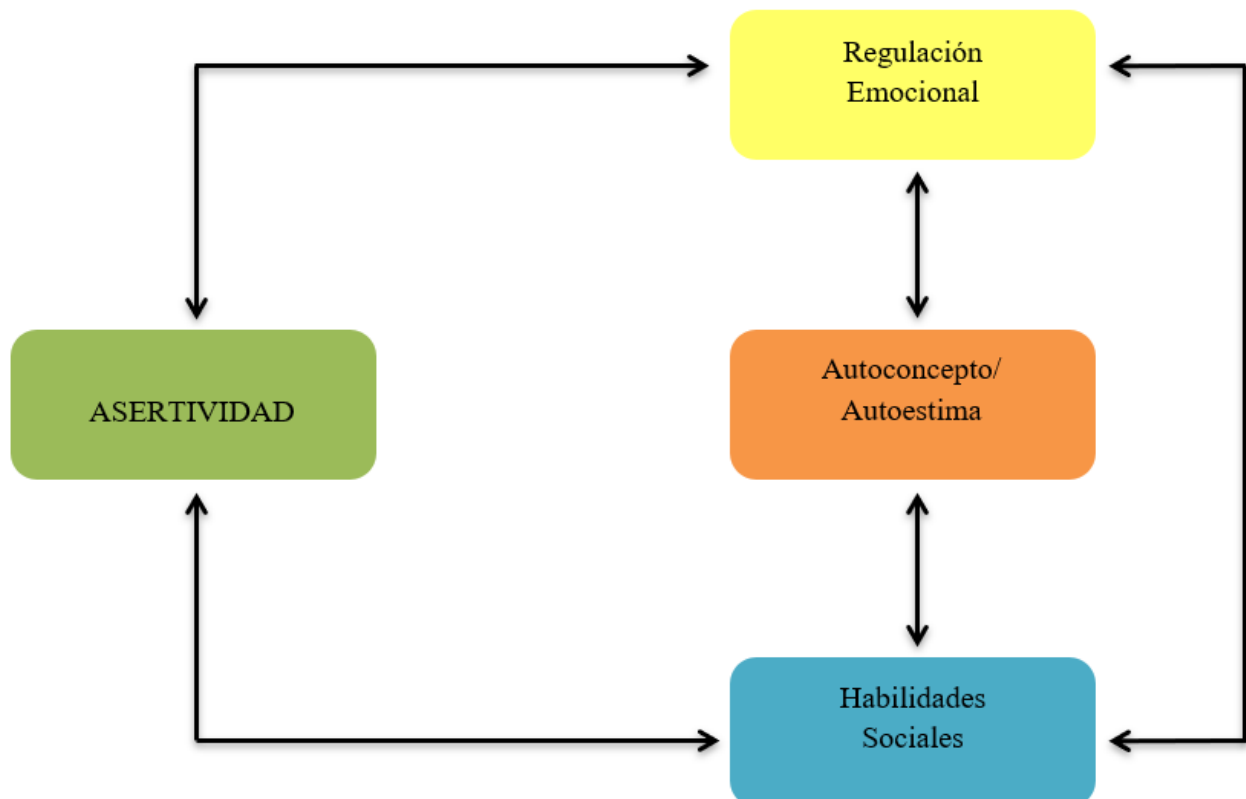 Regulación
Emocional
ASERTIVIDAD
Autoconcepto/
Autoestima
Habilidades
Sociales